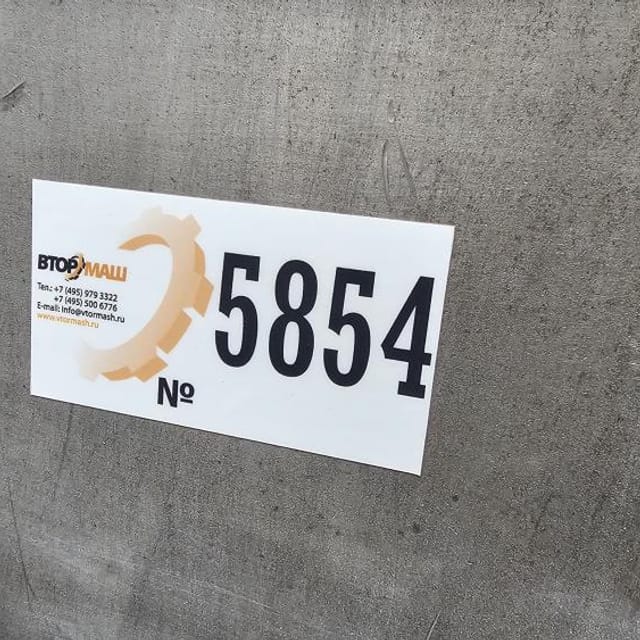 ВТОРМАШ
Тел.: +7 (495) 979 3322
+7 (495) 500 6776
E-mail: info@vtormash.ru
www.vtormash.ru
№ 5854